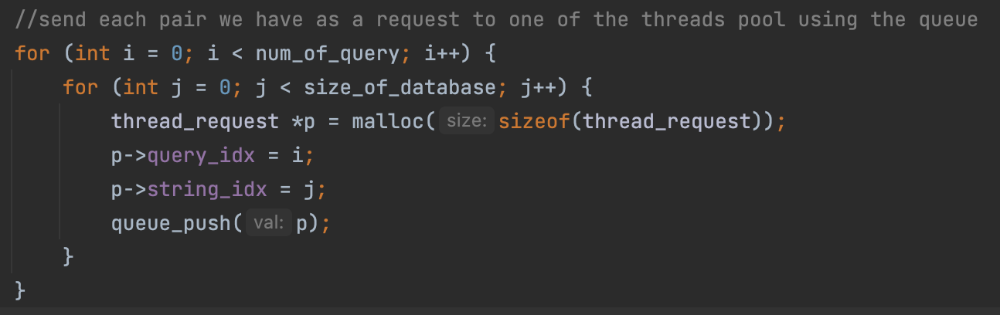 //send each pair we have as a request to one of the threads pool using the queue
for (int i = 0; i < num_of_query; i++) {
    for (int j = 0; j < size_of_database; j++) {
        thread_request *p = malloc( size: sizeof(thread_request));
        p->query_idx = i;
        p->string_idx = j;
        queue_push( val: p);
    }
}